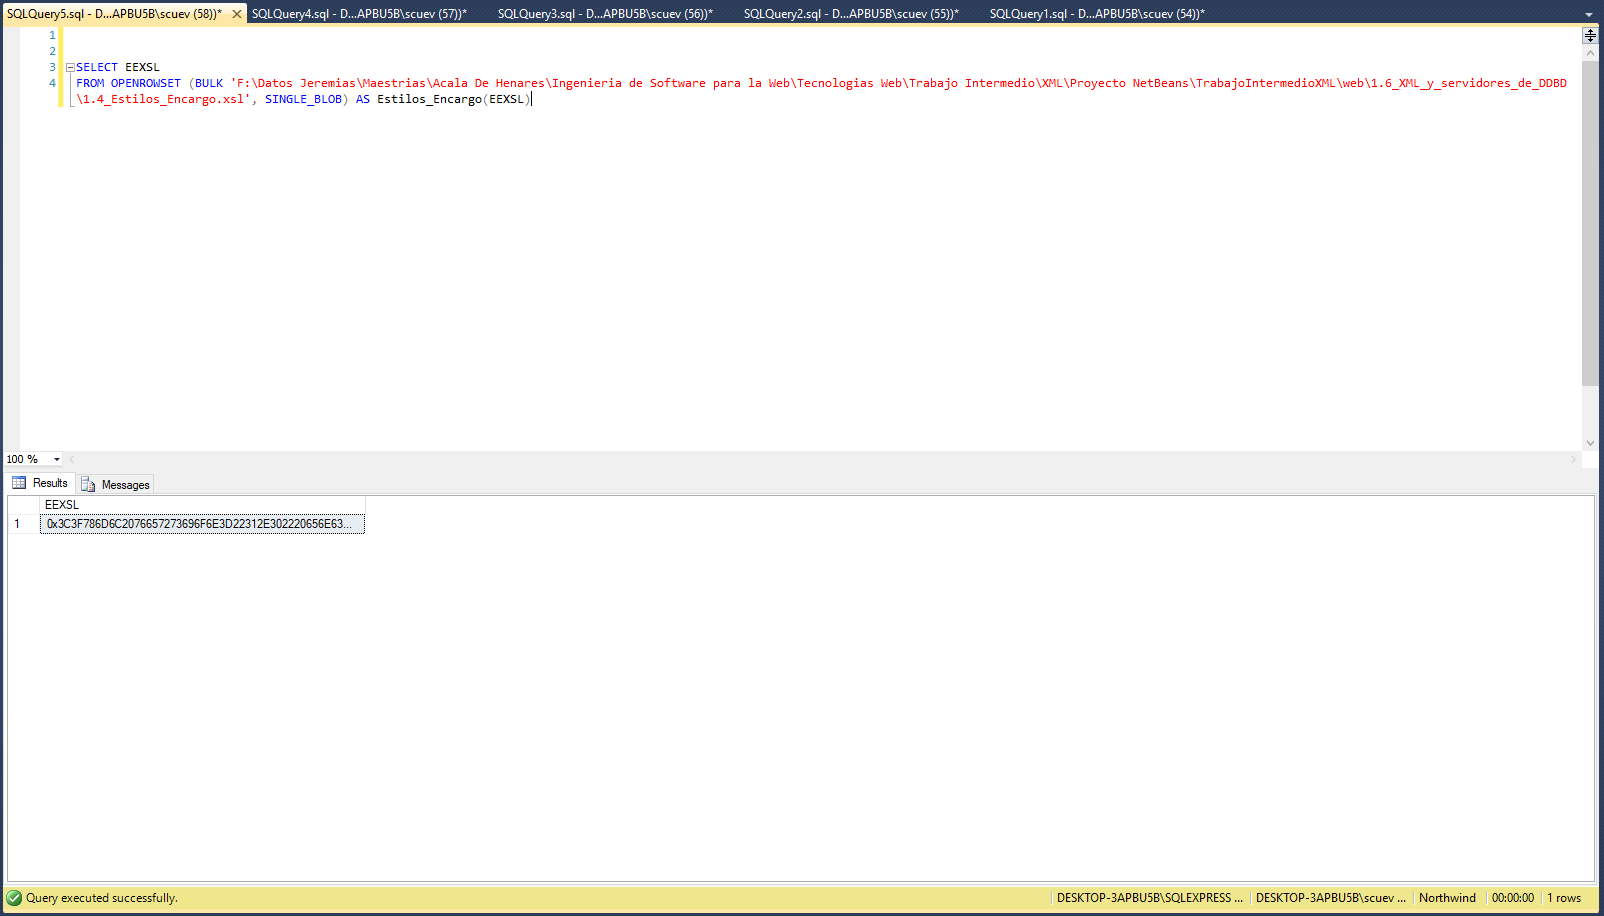 SQLQuery5.sql - D...APBU5B\scuev (58))* SQLQuery4.sql - D...APBU5B\scuev (57))* SQLQuery3.sql - D...APBU5B\scuev (56))* SQLQuery2.sql - D...APBU5B\scuev (55))* SQLQuery1.sql - D...APBU5B\scuev (54))*
1
2
3 SELECT EEXSL
4 FROM OPENROWSET (BULK 'F:\Datos Jeremias\Maestrias\Acala De Henares\Ingenieria de Software para la Web\Tecnologias Web\Trabajo Intermedio\XML\Proyecto NetBeans\TrabajoIntermedioXML\web\1.6_XML_y_servidores_de_DDBD
\1.4_Estilos_Encargo.xsl', SINGLE_BLOB) AS Estilos_Encargo(EEXSL)
100 %
Results Messages
EEXSL
1 0x3C3F786D6C2076657273696F6E3D22312E302220656E63...
Query executed successfully. DESKTOP-3APBU5B\SQLEXPRESS ... DESKTOP-3APBU5B\scuev ... Northwind 00:00:00 1 rows